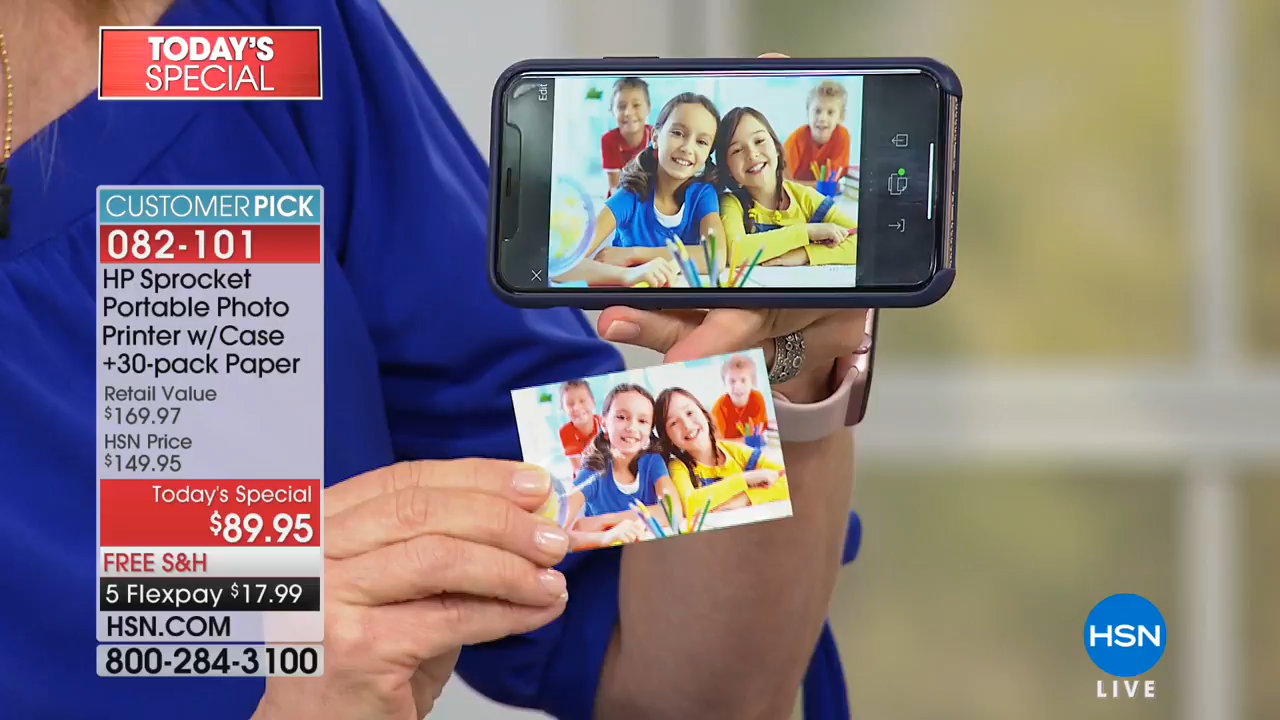 TODAY'S
SPECIAL
CUSTOMER PICK
082-101
HP Sprocket
Portable Photo
Printer w/Case
+30-pack Paper
Retail Value
$169.97
HSN Price
$149.95
Today's Special
$89.95
FREE S&H
5 Flexpay $17.99
HSN.COM
800-284-3100
Edit
HSN
LIVE